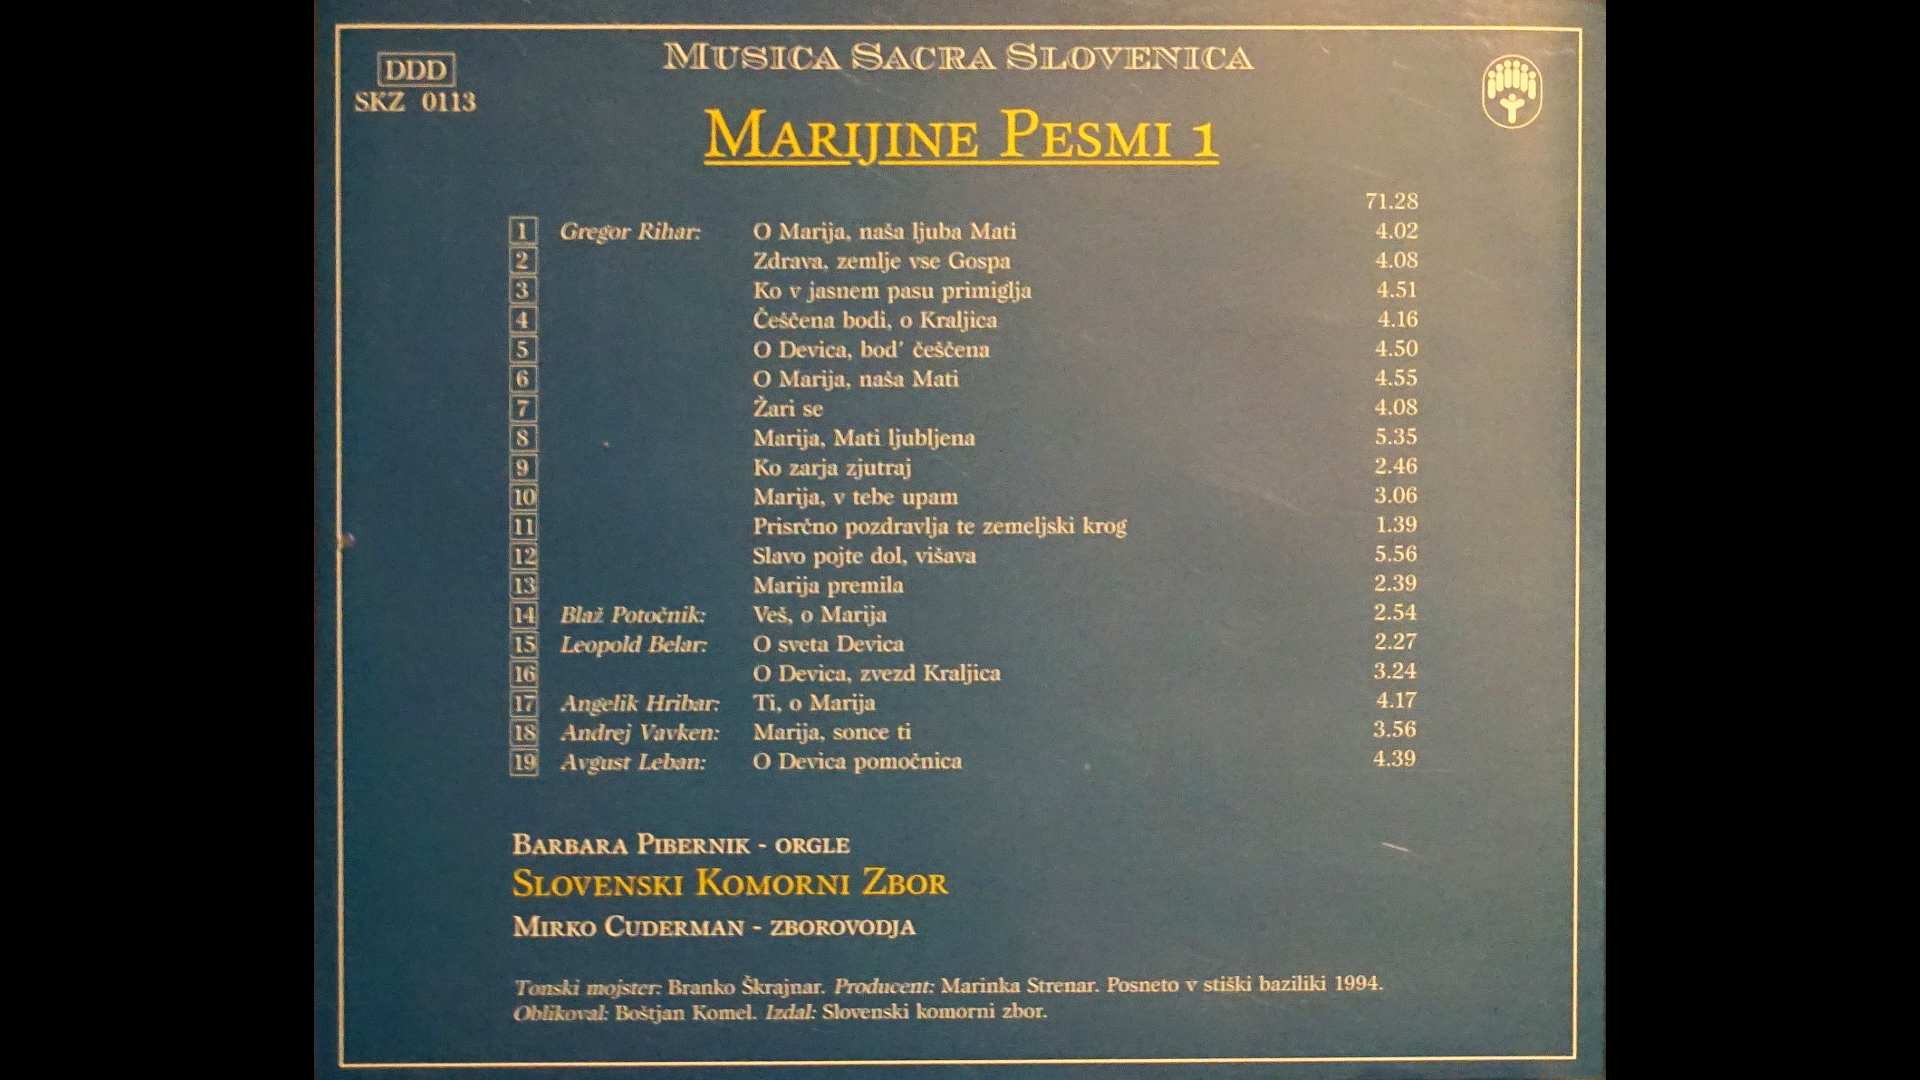 DDD
SKZ 0113
MUSICA SACRA SLOVENICA
MARIJINE PESMI 1
71.28
1 Gregor Rihar: O Marija, naša ljuba Mati 4.02
2 Zdrava, zemlje vse Gospa 4.08
3 Ko v jasnem pasu primiglja 4.51
4 Češčena bodi, o Kraljica 4.16
5 O Devica, bod' češčena 4.50
6 O Marija, naša Mati 4.55
7 Žari se 4.08
8 Marija, Mati ljubljena 5.35
9 Ko zarja zjutraj 2.46
10 Marija, v tebe upam 3.06
11 Prisrčno pozdravlja te zemeljski krog 1.39
12 Slavo pojte dol, višava 5.56
13 Marija premila 2.39
14 Blaž Potočnik: Veš, o Marija 2.54
15 Leopold Belar: O sveta Devica 2.27
16 O Devica, zvezd Kraljica 3.24
17 Angelik Hribar: Ti, o Marija 4.17
18 Andrej Vavken: Marija, sonce ti 3.56
19 Avgust Leban: O Devica pomočnica 4.39
BARBARA PIBERNIK - ORGLE
SLOVENSKI KOMORNI ZBOR
MIRKO CUDERMAN - ZBOROVODJA
Tonski mojster: Branko Škrajnar. Producent: Marinka Strenar. Posneto v stiški baziliki 1994.
Oblikoval: Boštjan Komel. Izdal: Slovenski komorni zbor.